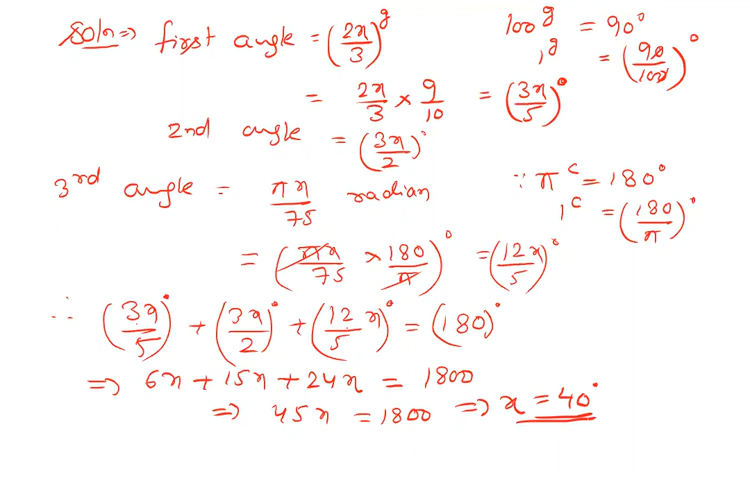 Soln ⇒ first angle = (2x/3)^g 100^g = 90°
1^g = (90/100)°
= 2x/3 × 9/10 = (3x/5)°
2nd angle = (3x/2)°
3rd angle = πx/75 radian ∵ π^c = 180°
1^c = (180/π)°
= (πx/75 × 180/π)° = (12x/5)°
∴ (3x/5)° + (3x/2)° + (12x/5)° = (180)°
⇒ 6x + 15x + 24x = 1800
⇒ 45x = 1800 ⇒ x = 40°